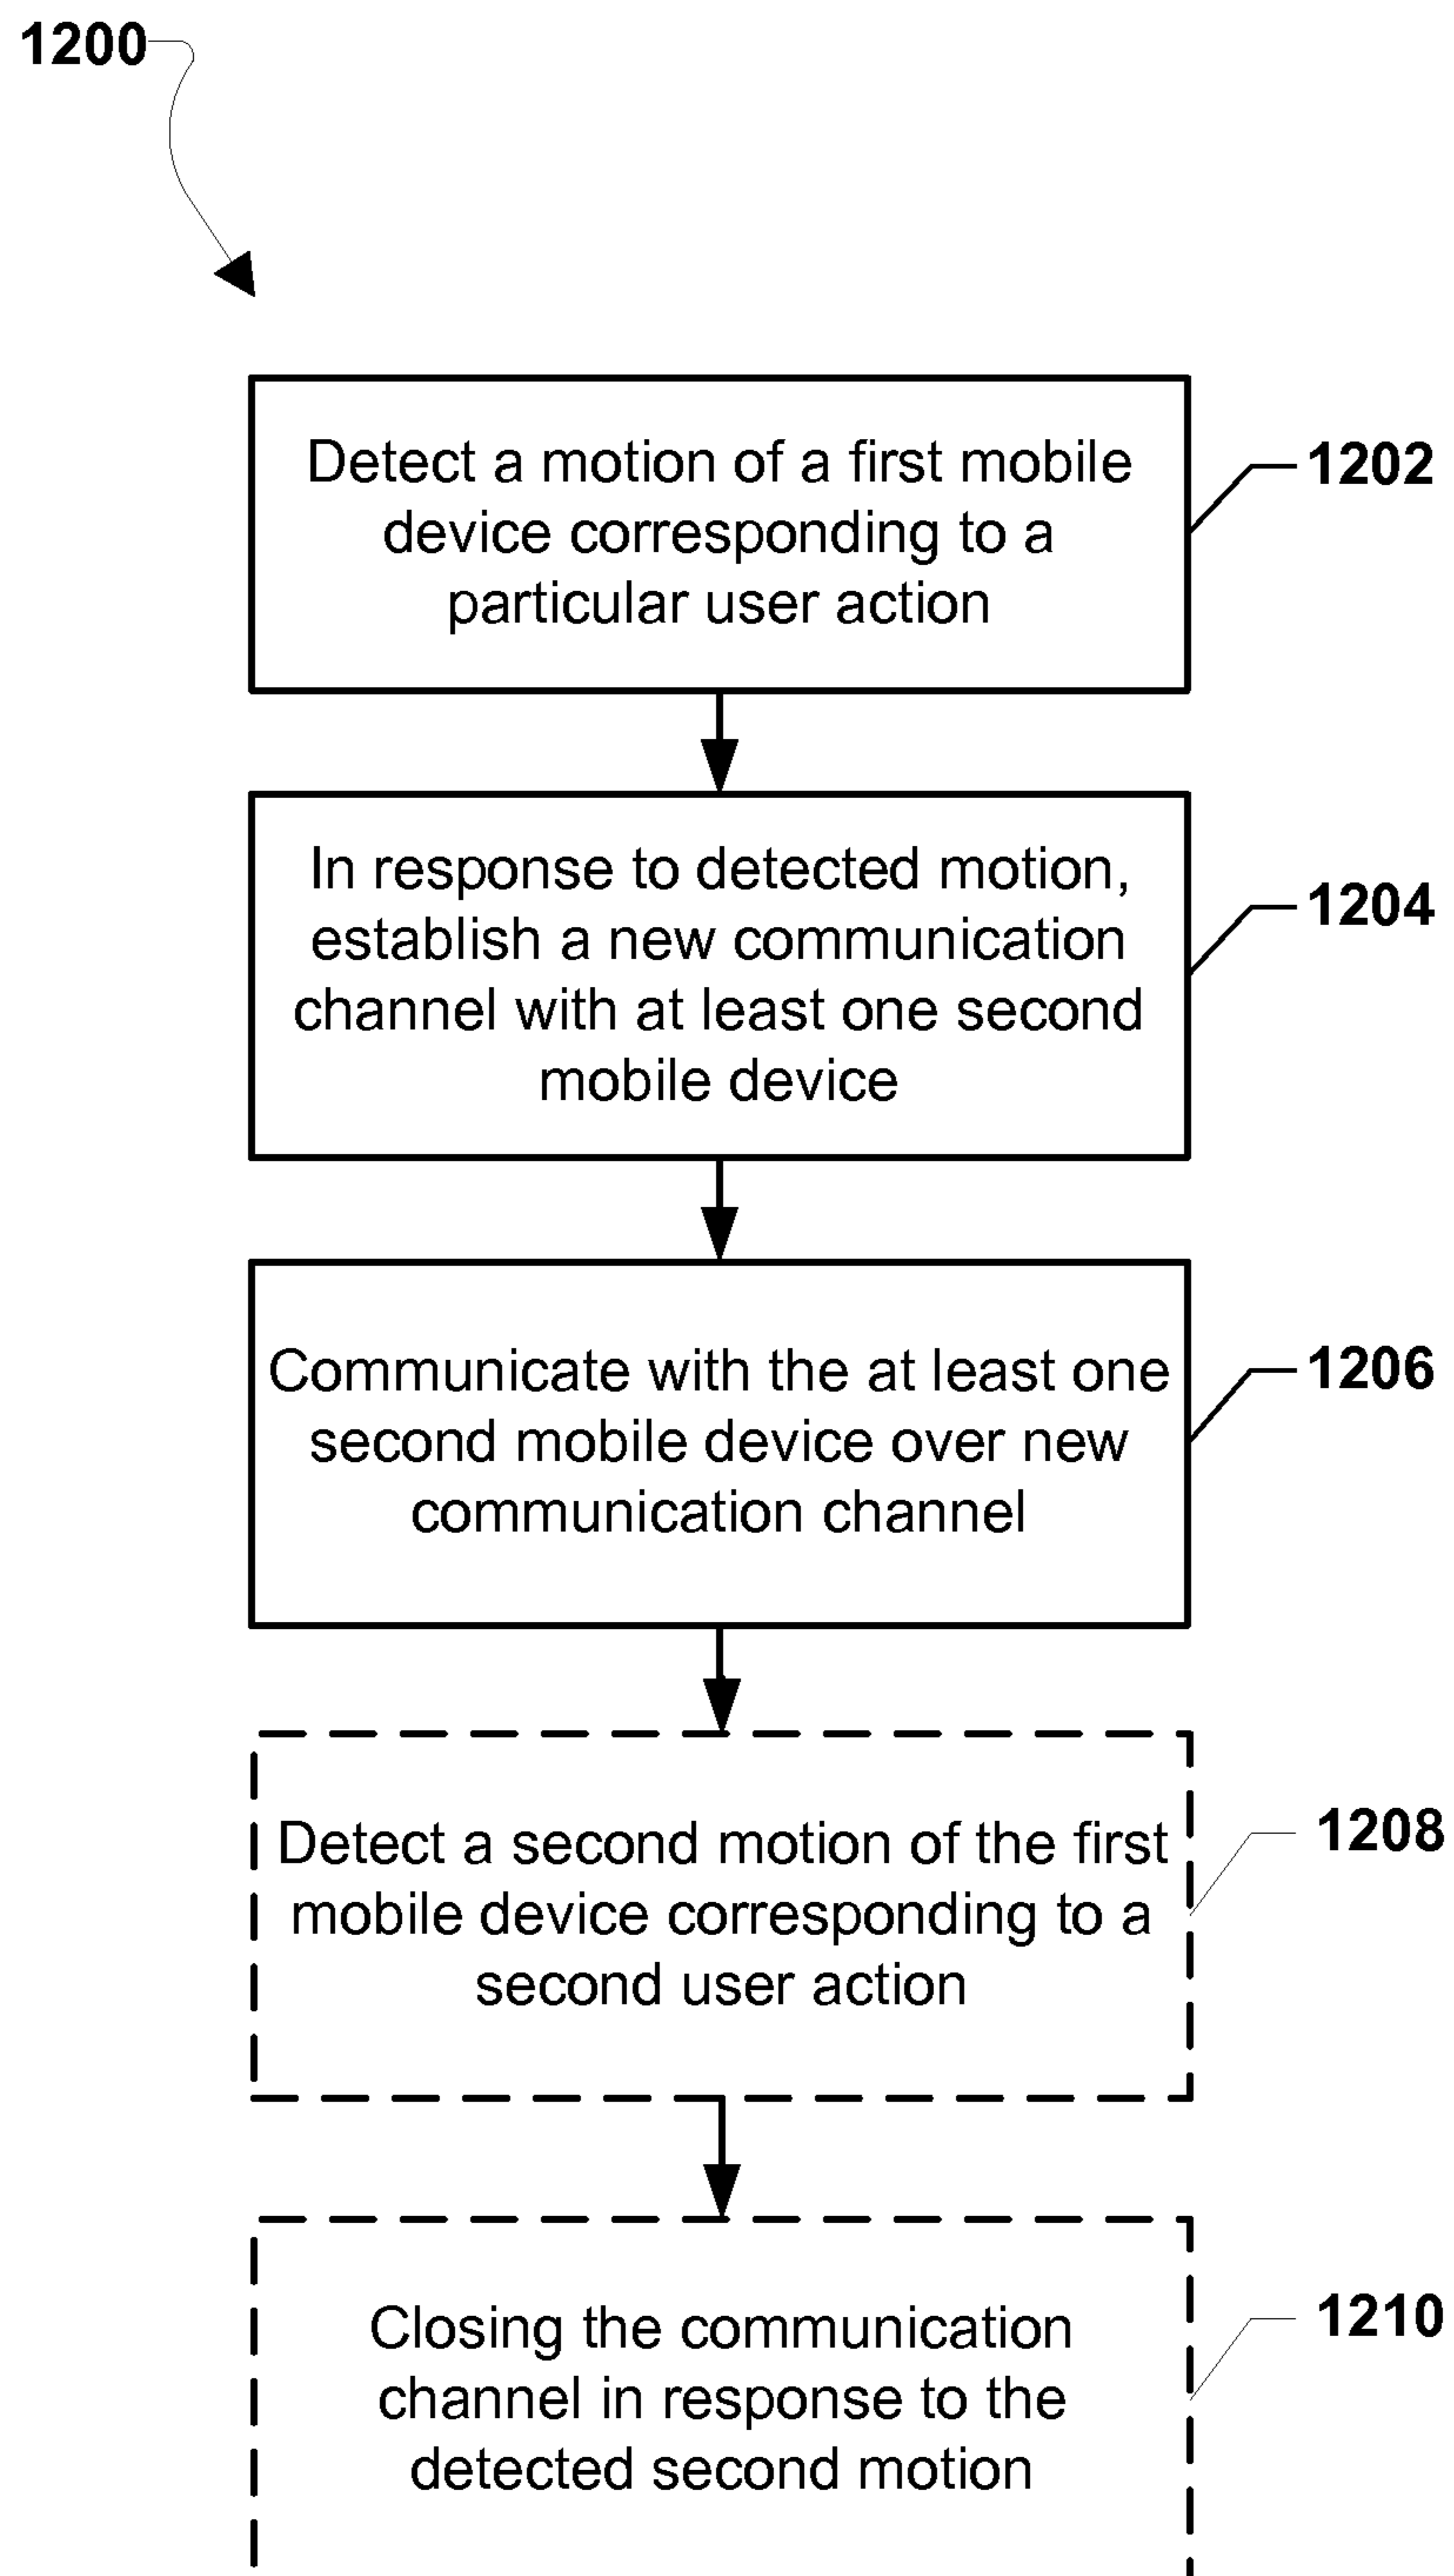 1200
Detect a motion of a first mobile
device corresponding to a
particular user action
1202
In response to detected motion,
establish a new communication
channel with at least one second
mobile device
1204
Communicate with the at least one
second mobile device over new
communication channel
1206
Detect a second motion of the first
mobile device corresponding to a
second user action
1208
Closing the communication
channel in response to the
detected second motion
1210